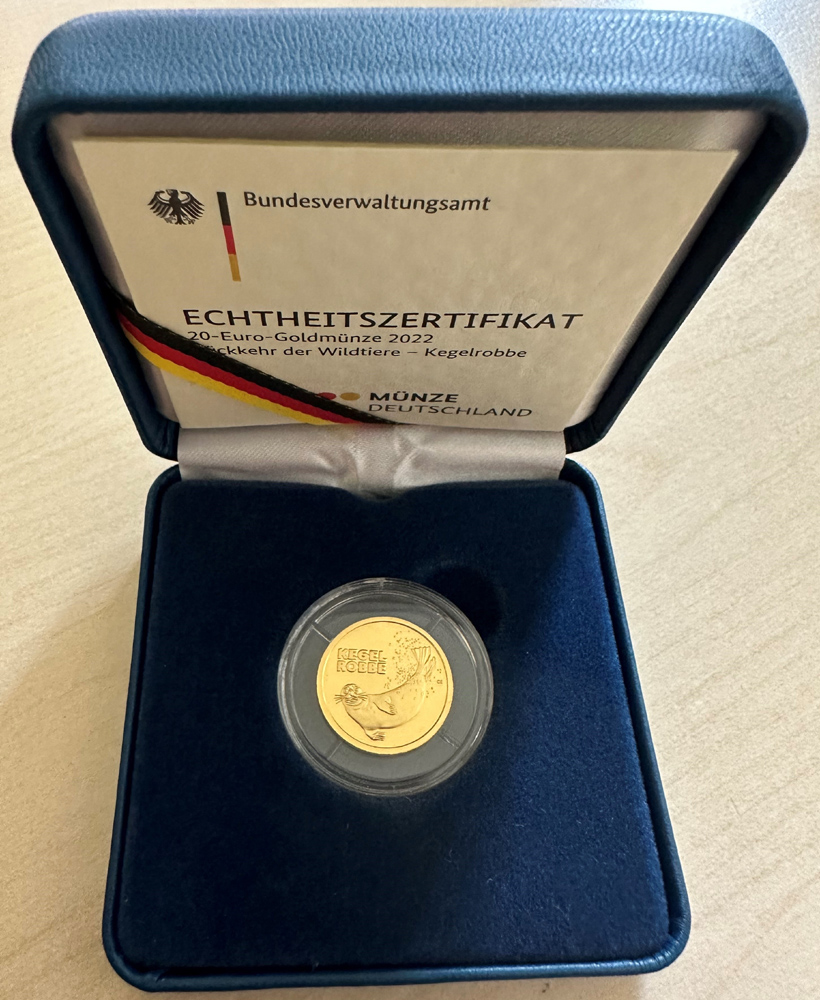 Bundesverwaltungsamt
ECHTHEITSZERTIFIKAT
20-Euro-Goldmünze 2022
der Wildtiere – Kegelrobbe
MÜNZE
DEUTSCHLAND
KEGEL
ROBBE